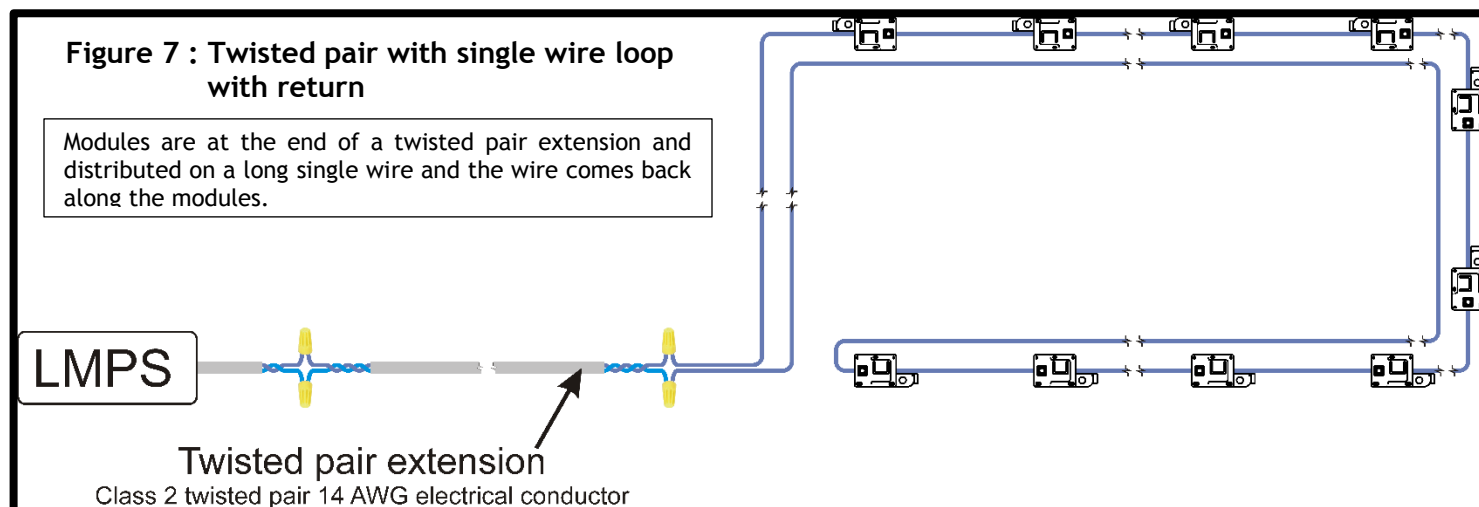 Figure 7 : Twisted pair with single wire loop
with return
Modules are at the end of a twisted pair extension and
distributed on a long single wire and the wire comes back
along the modules.
LMPS
Twisted pair extension
Class 2 twisted pair 14 AWG electrical conductor